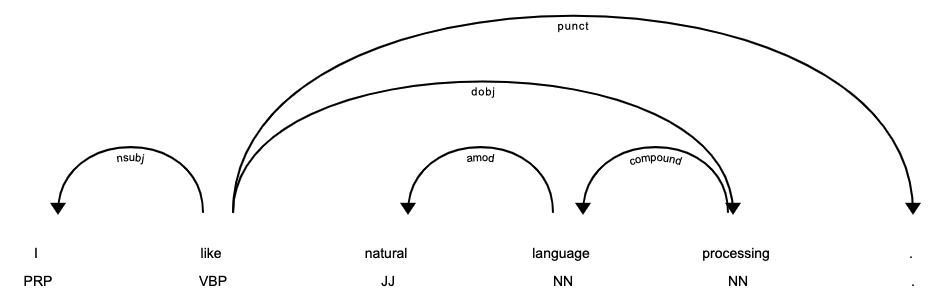 punct
dobj
nsubj amod compound
I like natural language processing .
PRP VBP JJ NN NN .